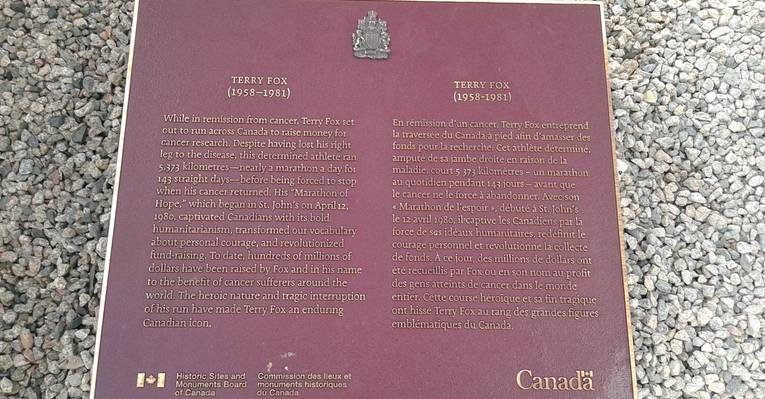 TERRY FOX
(1958–1981)
While in remission from cancer, Terry Fox set
out to run across Canada to raise money for
cancer research. Despite having lost his right
leg to the disease, this determined athlete ran
5,373 kilometres—nearly a marathon a day for
143 straight days—before being forced to stop
when his cancer returned. His "Marathon of
Hope," which began in St. John's on April 12,
1980, captivated Canadians with its bold
humanitarianism, transformed our vocabulary
about personal courage, and revolutionized
fund-raising. To date, hundreds of millions of
dollars have been raised by Fox and in his name
to the benefit of cancer sufferers around the
world. The heroic nature and tragic interruption
of his run have made Terry Fox an enduring
Canadian icon.
TERRY FOX
(1958-1981)
En rémission d'un cancer, Terry Fox entreprend
la traversée du Canada à pied afin d'amasser des
fonds pour la recherche. Cet athlète déterminé,
amputé de sa jambe droite en raison de la
maladie, court 5 373 kilomètres – un marathon
au quotidien pendant 143 jours – avant que
le cancer ne le force à abandonner. Avec son
« Marathon de l'espoir », débuté à St. John's
le 12 avril 1980, il captive les Canadiens par la
force de ses idéaux humanitaires, redéfinit le
courage personnel et révolutionne la collecte
de fonds. À ce jour, des millions de dollars ont
été recueillis par Fox ou en son nom au profit
des gens atteints de cancer dans le monde
entier. Cette course héroïque et sa fin tragique
ont hissé Terry Fox au rang des grandes figures
emblématiques du Canada.
Historic Sites and
Monuments Board
of Canada
Commission des lieux et
monuments historiques
du Canada
Canada